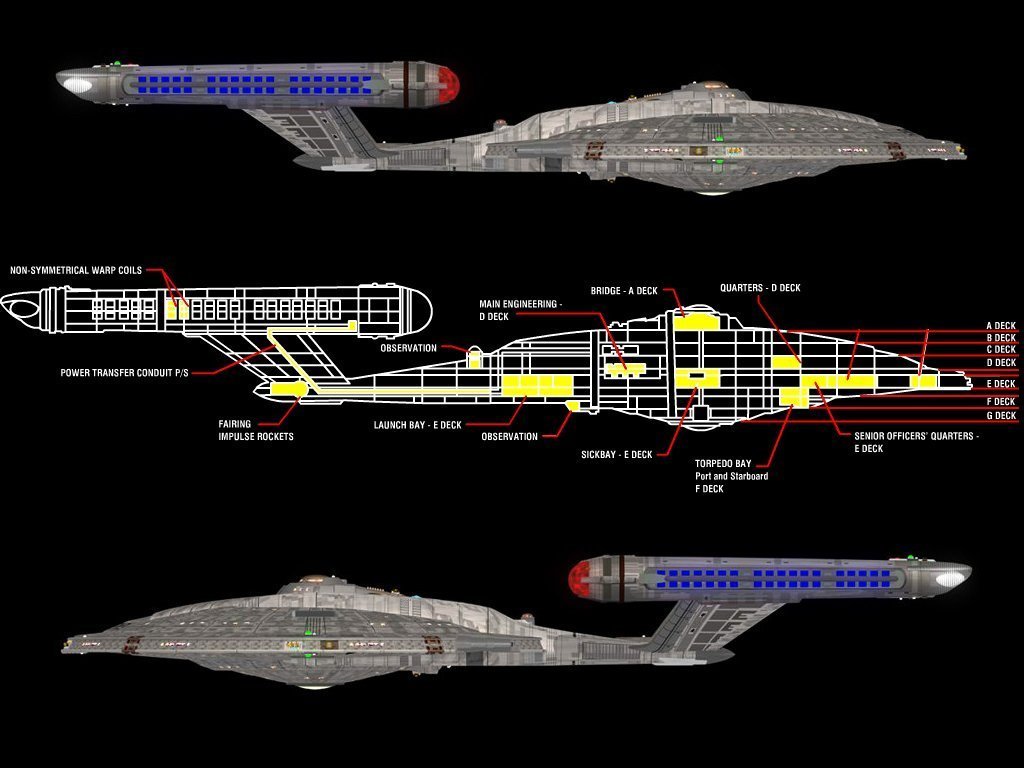 NON-SYMMETRICAL WARP COILS
POWER TRANSFER CONDUIT P/S
FAIRING
IMPULSE ROCKETS
OBSERVATION
LAUNCH BAY - E DECK
MAIN ENGINEERING -
D DECK
OBSERVATION
BRIDGE - A DECK
SICKBAY - E DECK
QUARTERS - D DECK
TORPEDO BAY
Port and Starboard
F DECK
SENIOR OFFICERS' QUARTERS -
E DECK
A DECK
B DECK
C DECK
D DECK
E DECK
F DECK
G DECK